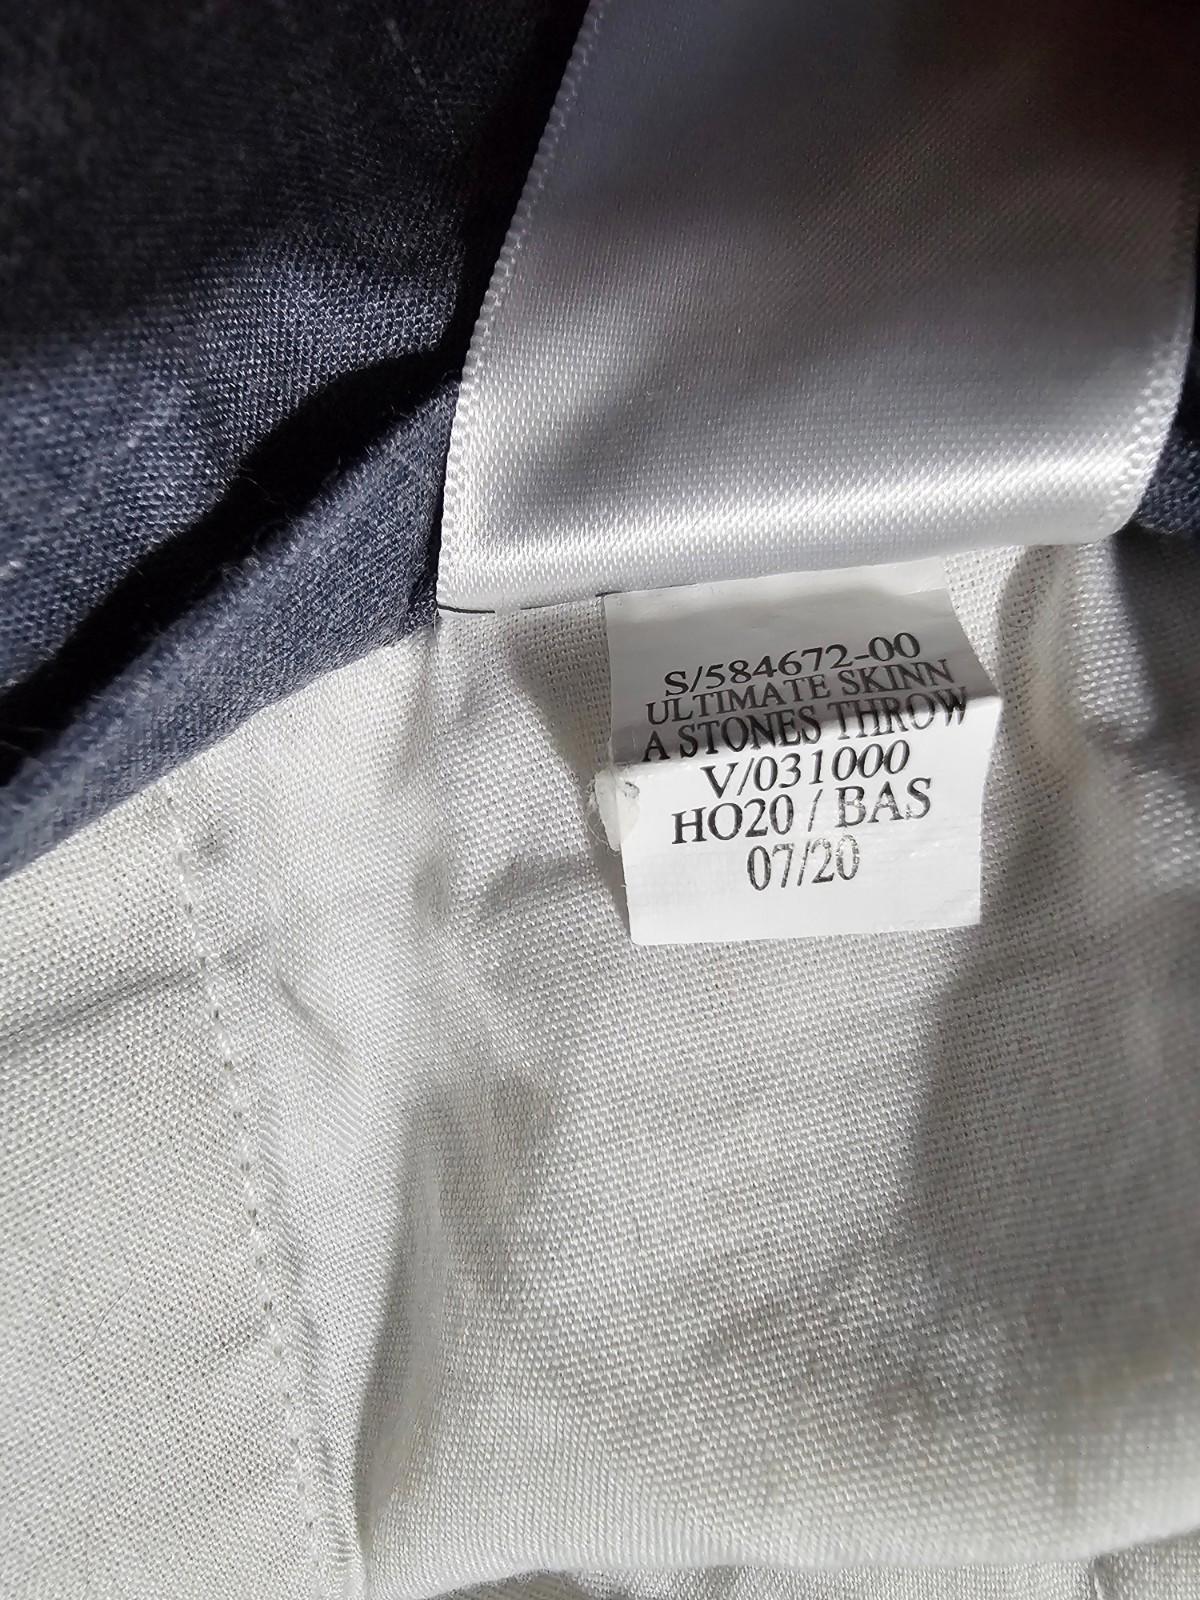 S/584672-00
ULTIMATE SKINN
A STONES THROW
V/031000
HO20 / BAS
07/20